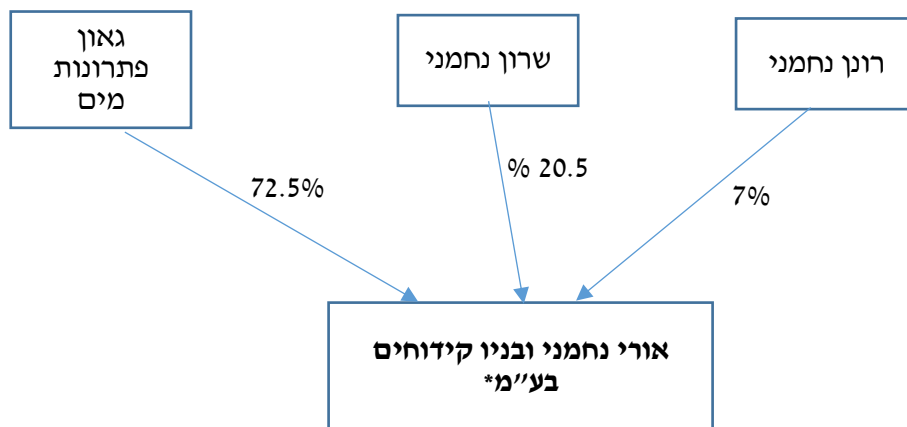 רונן נחמני
שרון נחמני
גאון
פתרונות
מים
7%
% 20.5
72.5%
אורי נחמני ובניו קידוחים
בע"מ*